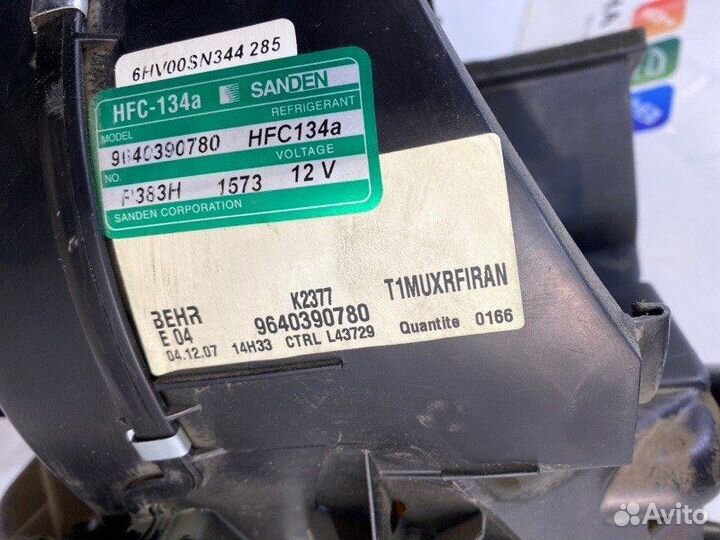 6HV00SN344 285
HFC-134a SANDEN
MODEL REFRIGERANT
9640390780 HFC134a
NO. VOLTAGE
P383H 1573 12 V
SANDEN CORPORATION
K2377 T1MUXRFIRAN
BEHR 9640390780
E 04
04.12.07 14H33 CTRL L43729 Quantite 0166
Avito